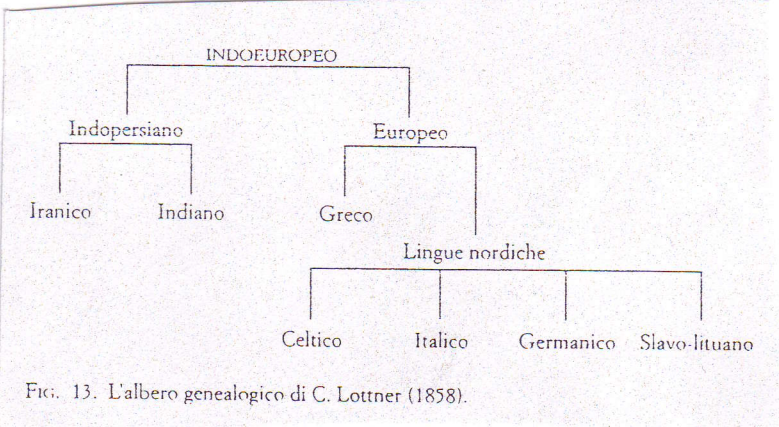 INDOEUROPEO
Indopersiano Europeo
Iranico Indiano Greco
Lingue nordiche
Celtico Italico Germanico Slavo-lituano
FIG. 13. L'albero genealogico di C. Lottner (1858).